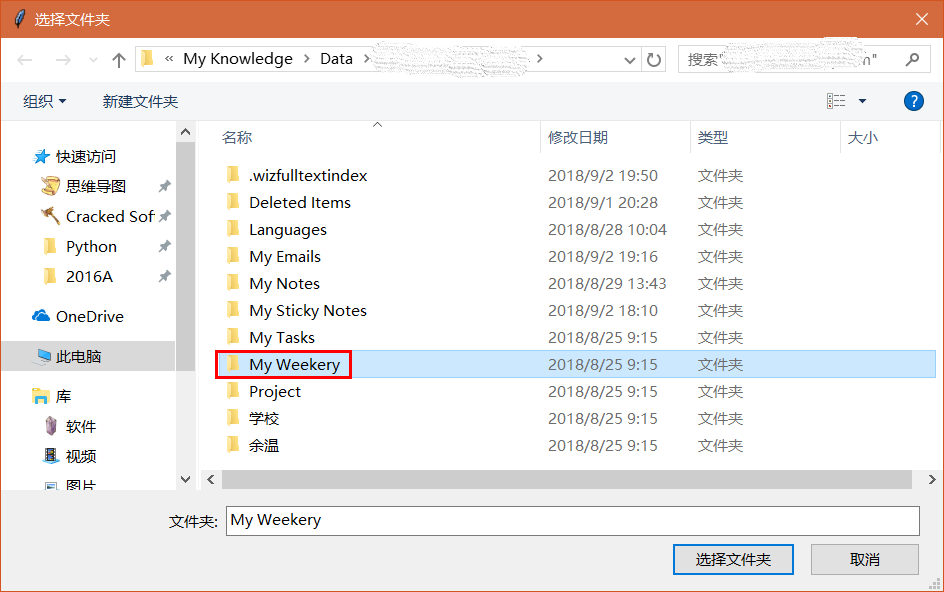 选择文件夹
« My Knowledge > Data > >
搜索" n"
组织 新建文件夹
?
名称 修改日期 类型 大小
快速访问
思维导图
Cracked Sof
Python
2016A
OneDrive
此电脑
库
软件
视频
图片
.wizfulltextindex 2018/9/2 19:50 文件夹
Deleted Items 2018/9/1 20:28 文件夹
Languages 2018/8/28 10:04 文件夹
My Emails 2018/9/2 19:16 文件夹
My Notes 2018/8/29 13:43 文件夹
My Sticky Notes 2018/9/2 18:10 文件夹
My Tasks 2018/8/25 9:15 文件夹
My Weekery 2018/8/25 9:15 文件夹
Project 2018/8/25 9:15 文件夹
学校 2018/8/25 9:15 文件夹
余温 2018/8/25 9:15 文件夹
文件夹: My Weekery
选择文件夹 取消